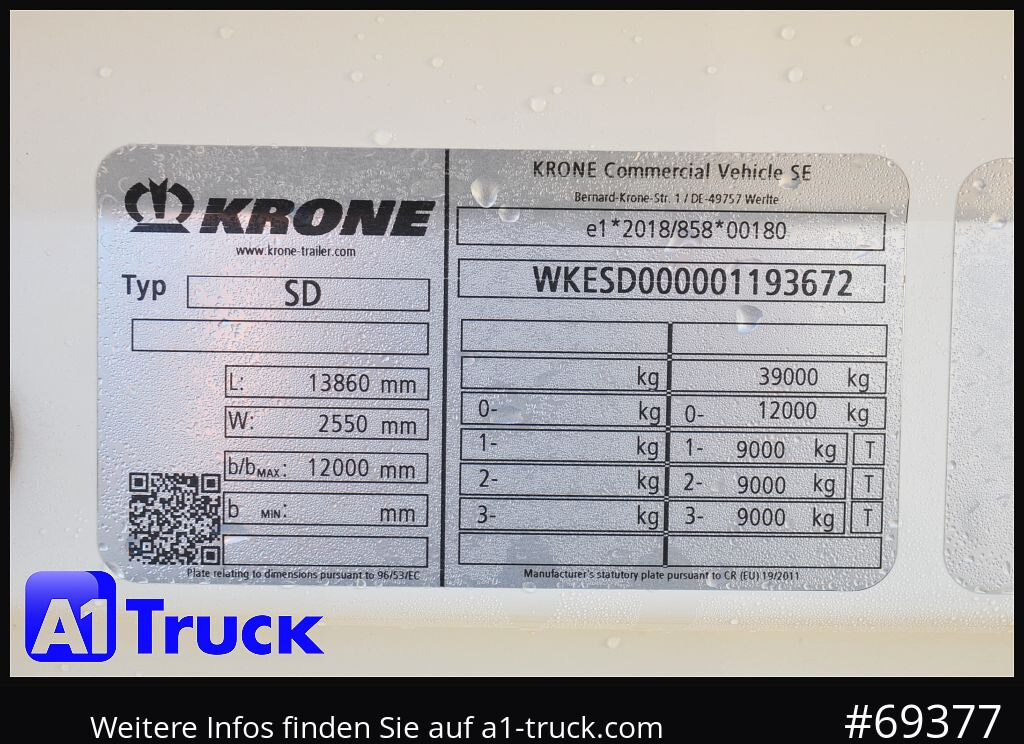 KRONE
www.krone-trailer.com
Typ SD
L: 13860 mm
W: 2550 mm
b/bMAX: 12000 mm
b MIN: mm
Plate relating to dimensions pursuant to 96/53/EC
KRONE Commercial Vehicle SE
Bernard-Krone-Str. 1 / DE-49757 Werlte
e1*2018/858*00180
WKESD000001193672
kg 39000 kg
0- kg 0- 12000 kg
1- kg 1- 9000 kg T
2- kg 2- 9000 kg T
3- kg 3- 9000 kg T
Manufacturer's statutory plate pursuant to CR (EU) 19/2011
A1 Truck
Weitere Infos finden Sie auf a1-truck.com
#69377